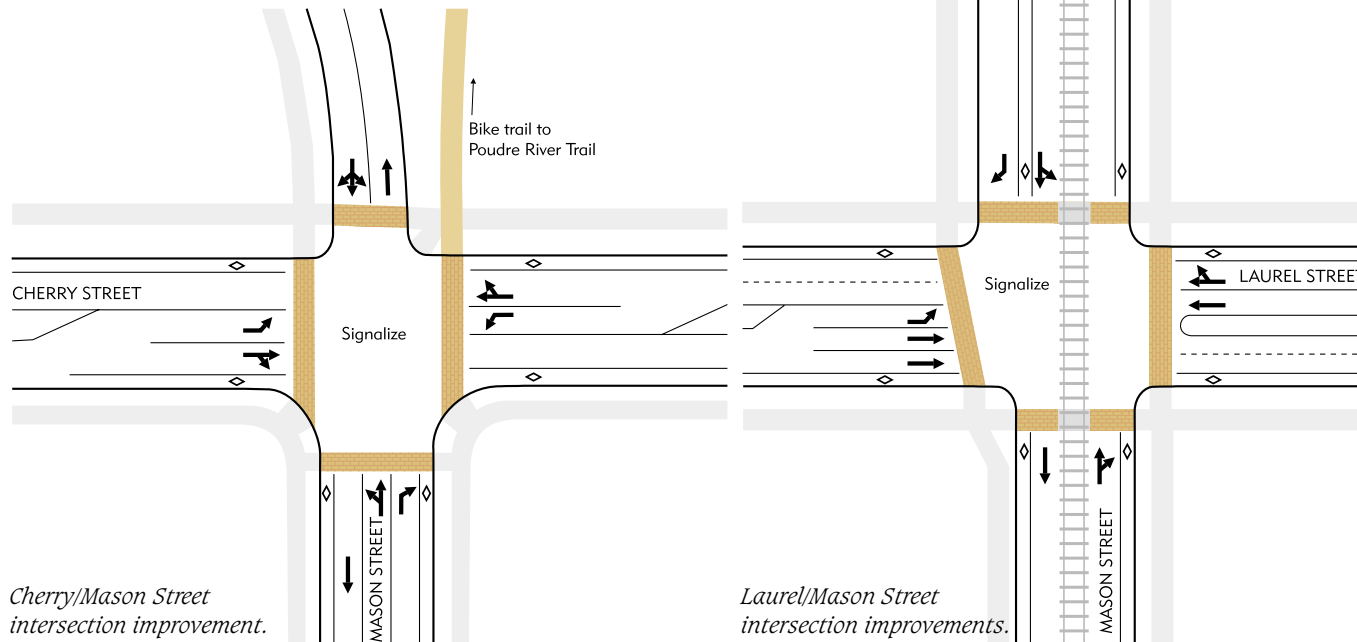 Bike trail to
Poudre River Trail
CHERRY STREET
Signalize
MASON STREET
Cherry/Mason Street
intersection improvement.
Signalize
LAUREL STREET
MASON STREET
Laurel/Mason Street
intersection improvements.